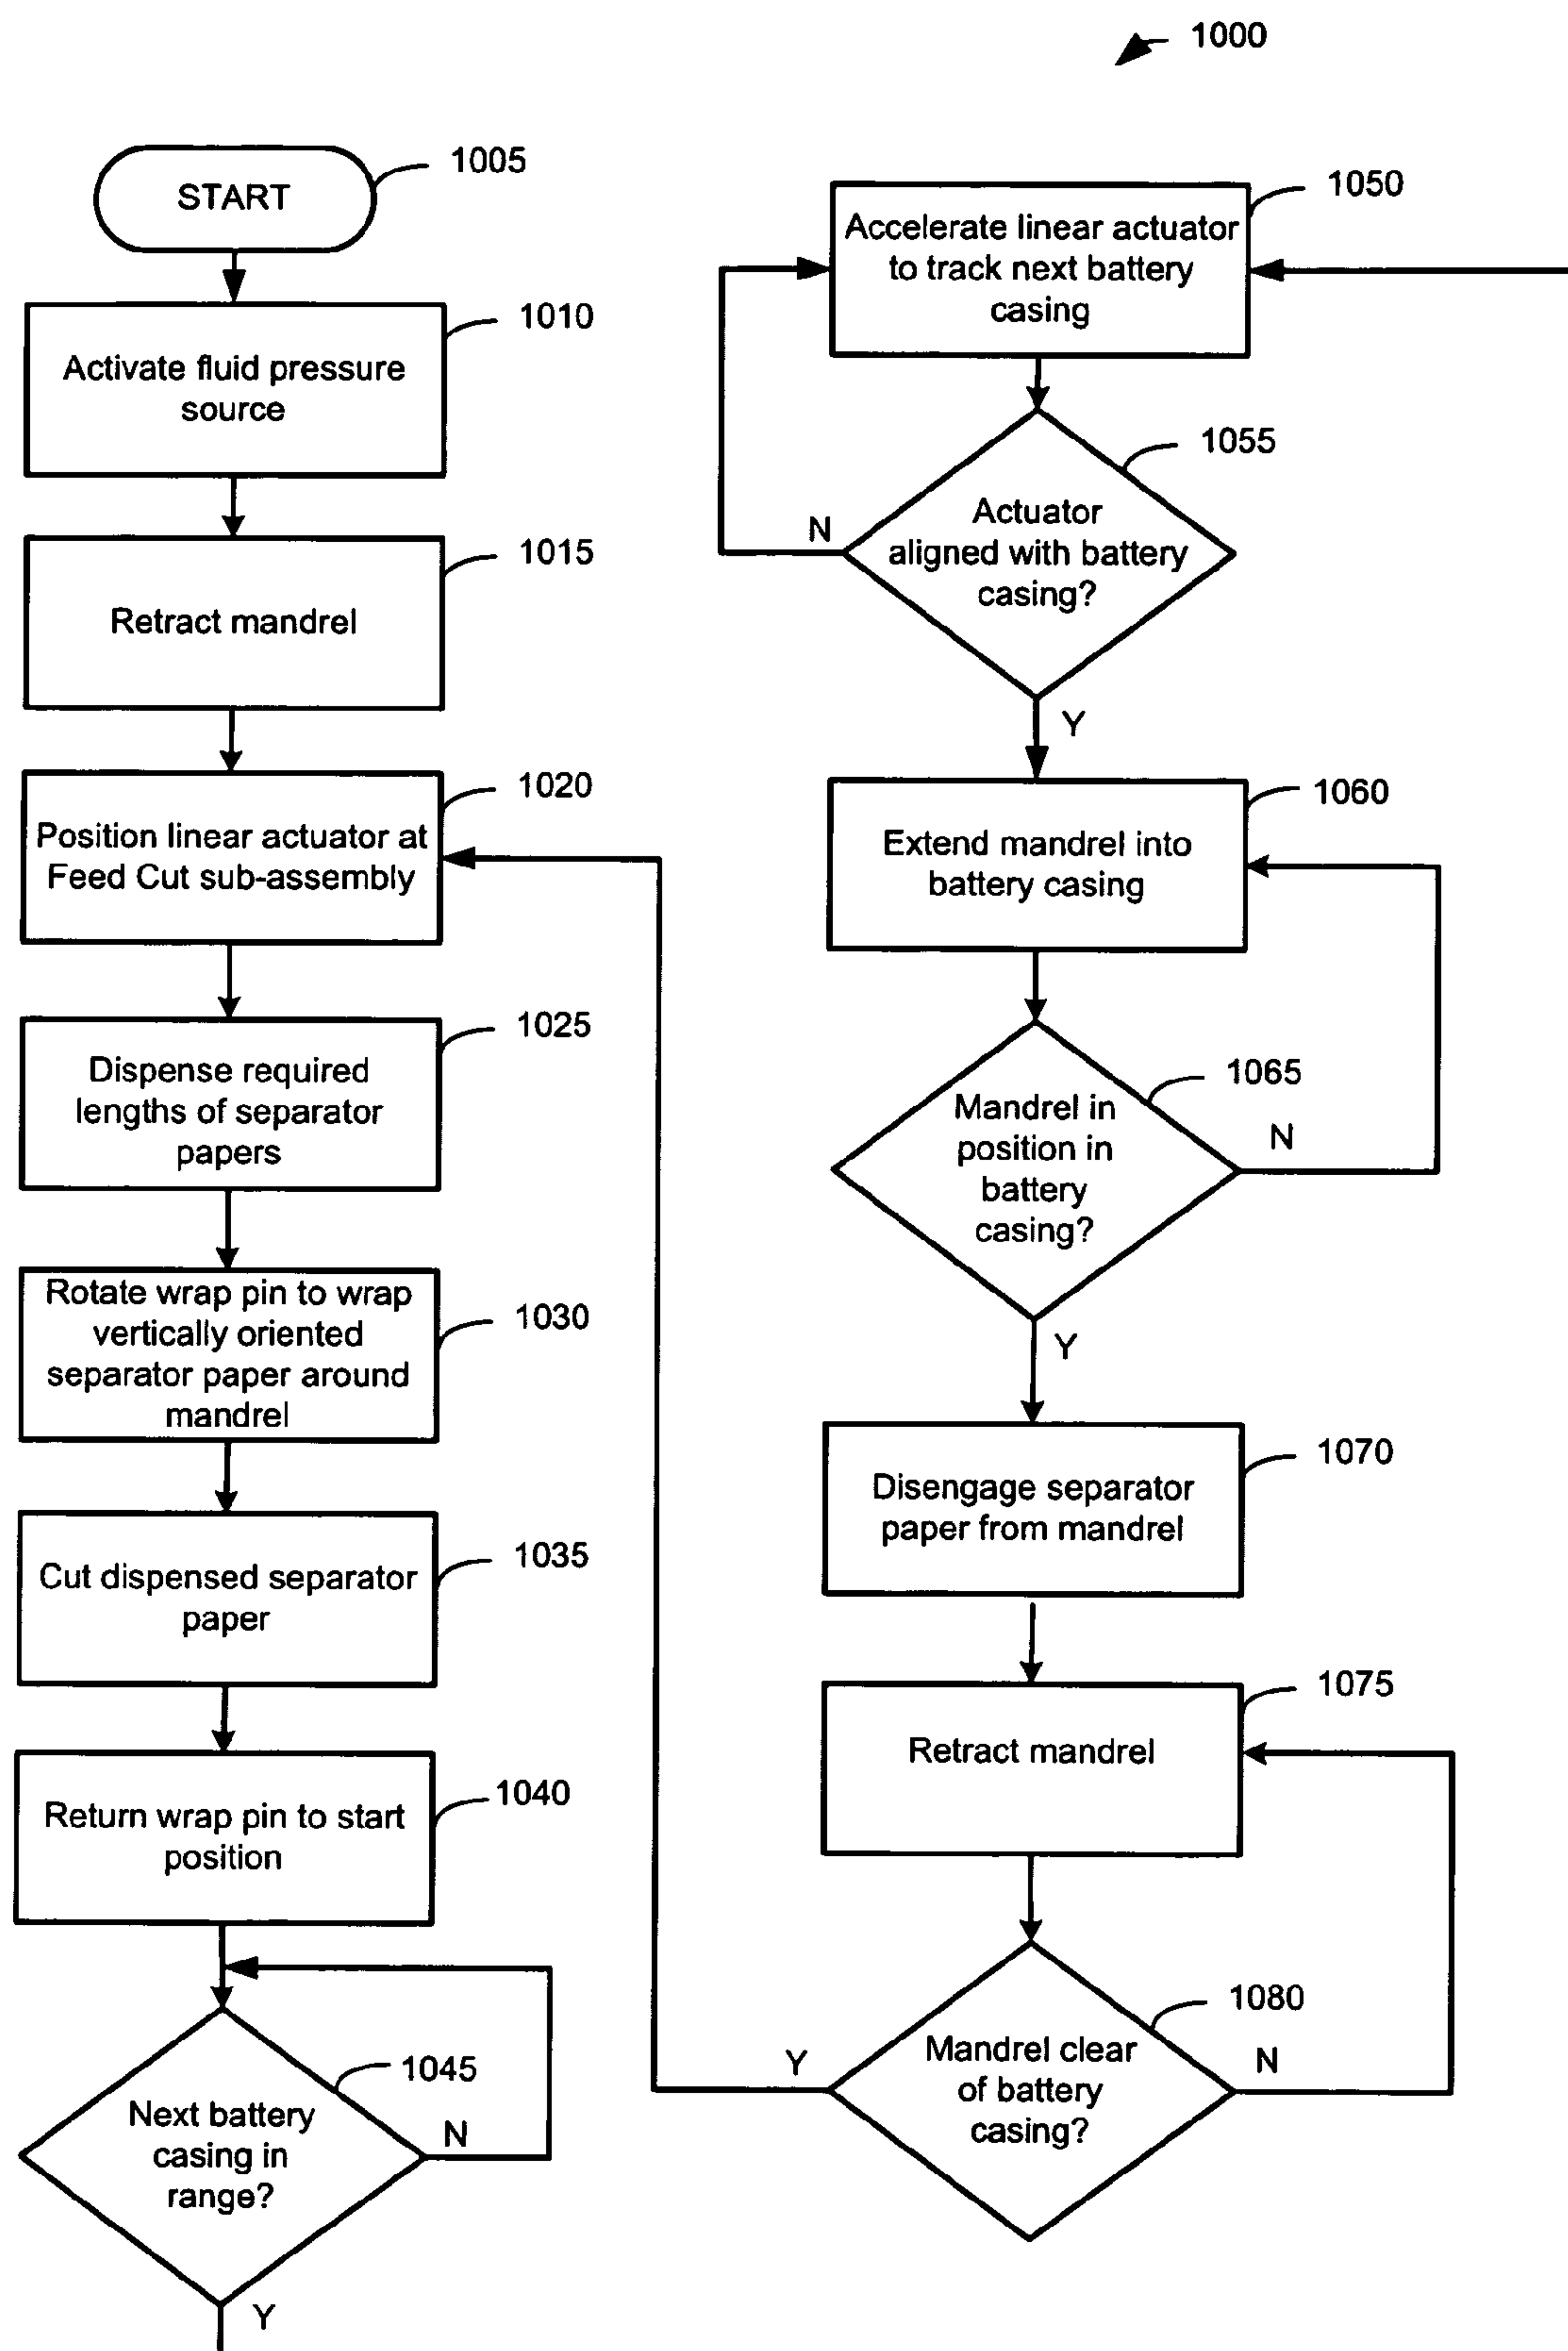 1000
START
1005
Activate fluid pressure
source
1010
Retract mandrel
1015
Position linear actuator at
Feed Cut sub-assembly
1020
Dispense required
lengths of separator
papers
1025
Rotate wrap pin to wrap
vertically oriented
separator paper around
mandrel
1030
Cut dispensed separator
paper
1035
Return wrap pin to start
position
1040
Next battery
casing in
range?
1045
N
Y
Accelerate linear actuator
to track next battery
casing
1050
Actuator
aligned with battery
casing?
1055
N
Y
Extend mandrel into
battery casing
1060
Mandrel in
position in
battery
casing?
1065
N
Y
Disengage separator
paper from mandrel
1070
Retract mandrel
1075
Mandrel clear
of battery
casing?
1080
Y
N